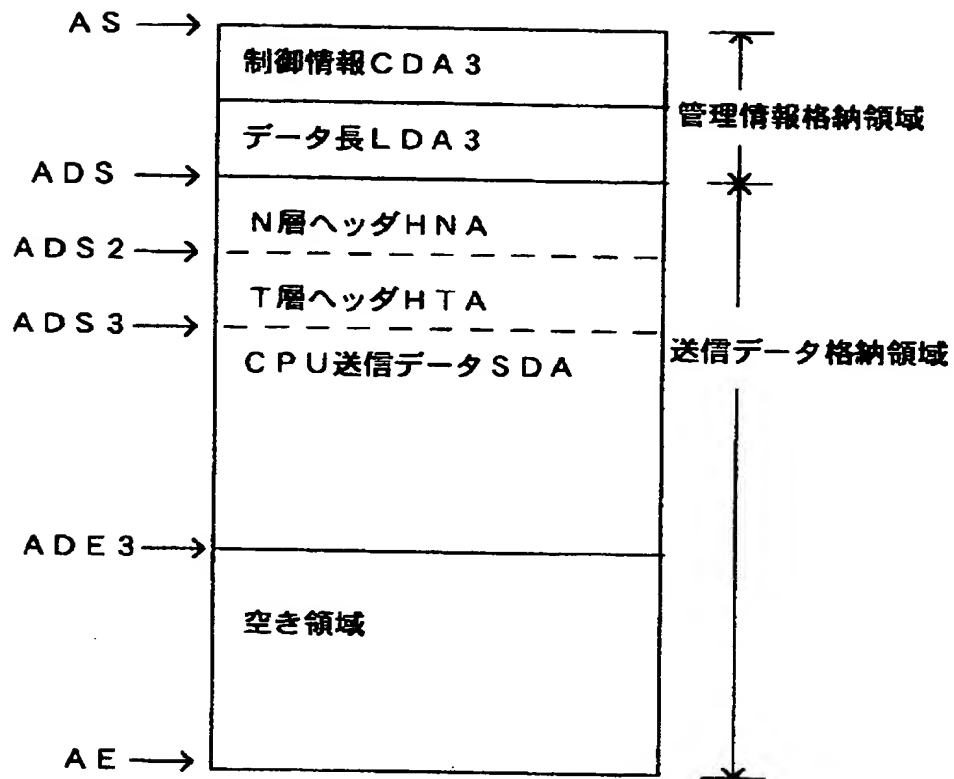 AS
制御情報CDA3
管理情報格納領域
データ長LDA3
ADS
N層ヘッダHNA
ADS2
T層ヘッダHTA
ADS3
CPU送信データSDA
送信データ格納領域
ADE3
空き領域
AE